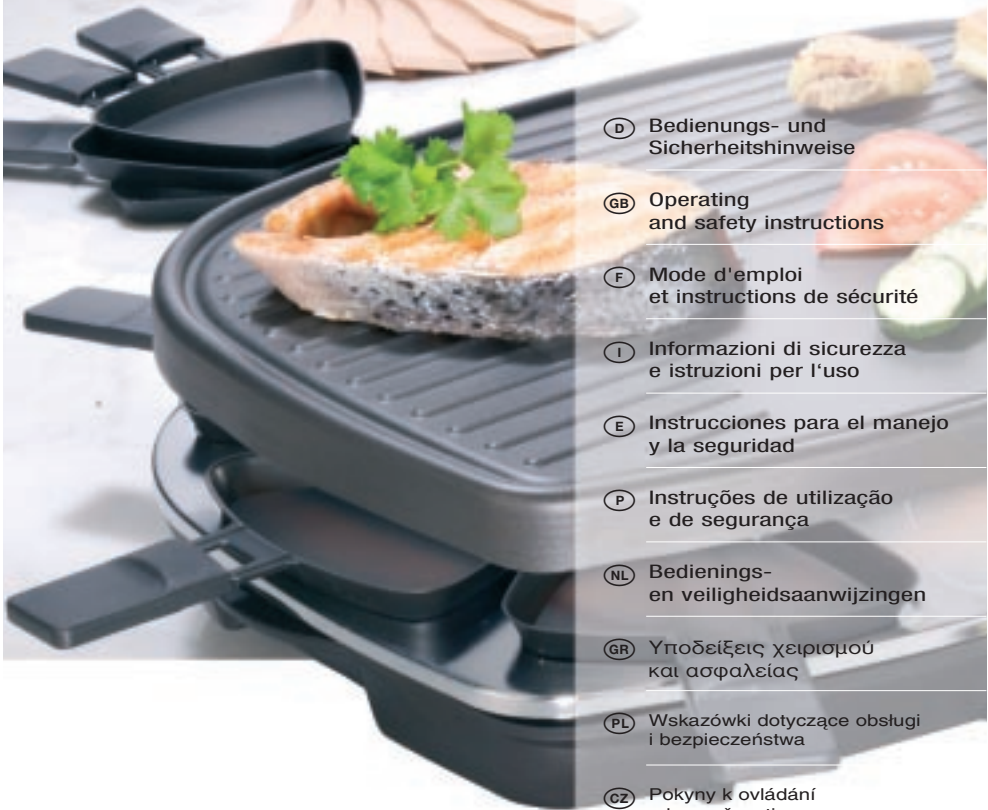 D Bedienungs- und
Sicherheitshinweise
GB Operating
and safety instructions
F Mode d'emploi
et instructions de sécurité
I Informazioni di sicurezza
e istruzioni per l‘uso
E Instrucciones para el manejo
y la seguridad
P Instruções de utilização
e de segurança
NL Bedienings-
en veiligheidsaanwijzingen
GR Υποδείξεις χειρισμού
και ασφαλείας
PL Wskazówki dotyczące obsługi
i bezpieczeństwa
CZ Pokyny k ovládání